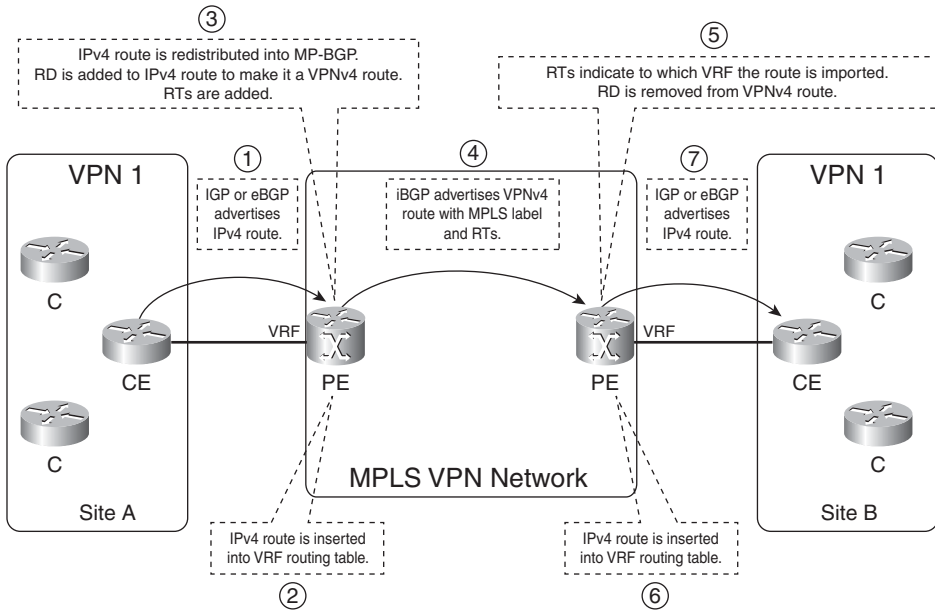 ③
IPv4 route is redistributed into MP-BGP.
RD is added to IPv4 route to make it a VPNv4 route.
RTs are added.
⑤
RTs indicate to which VRF the route is imported.
RD is removed from VPNv4 route.
VPN 1
①
IGP or eBGP
advertises
IPv4 route.
④
iBGP advertises VPNv4
route with MPLS label
and RTs.
⑦
IGP or eBGP
advertises
IPv4 route.
VPN 1
C
C
VRF
VRF
CE
PE
PE
CE
C
C
MPLS VPN Network
Site A
Site B
IPv4 route is inserted
into VRF routing table.
②
IPv4 route is inserted
into VRF routing table.
⑥